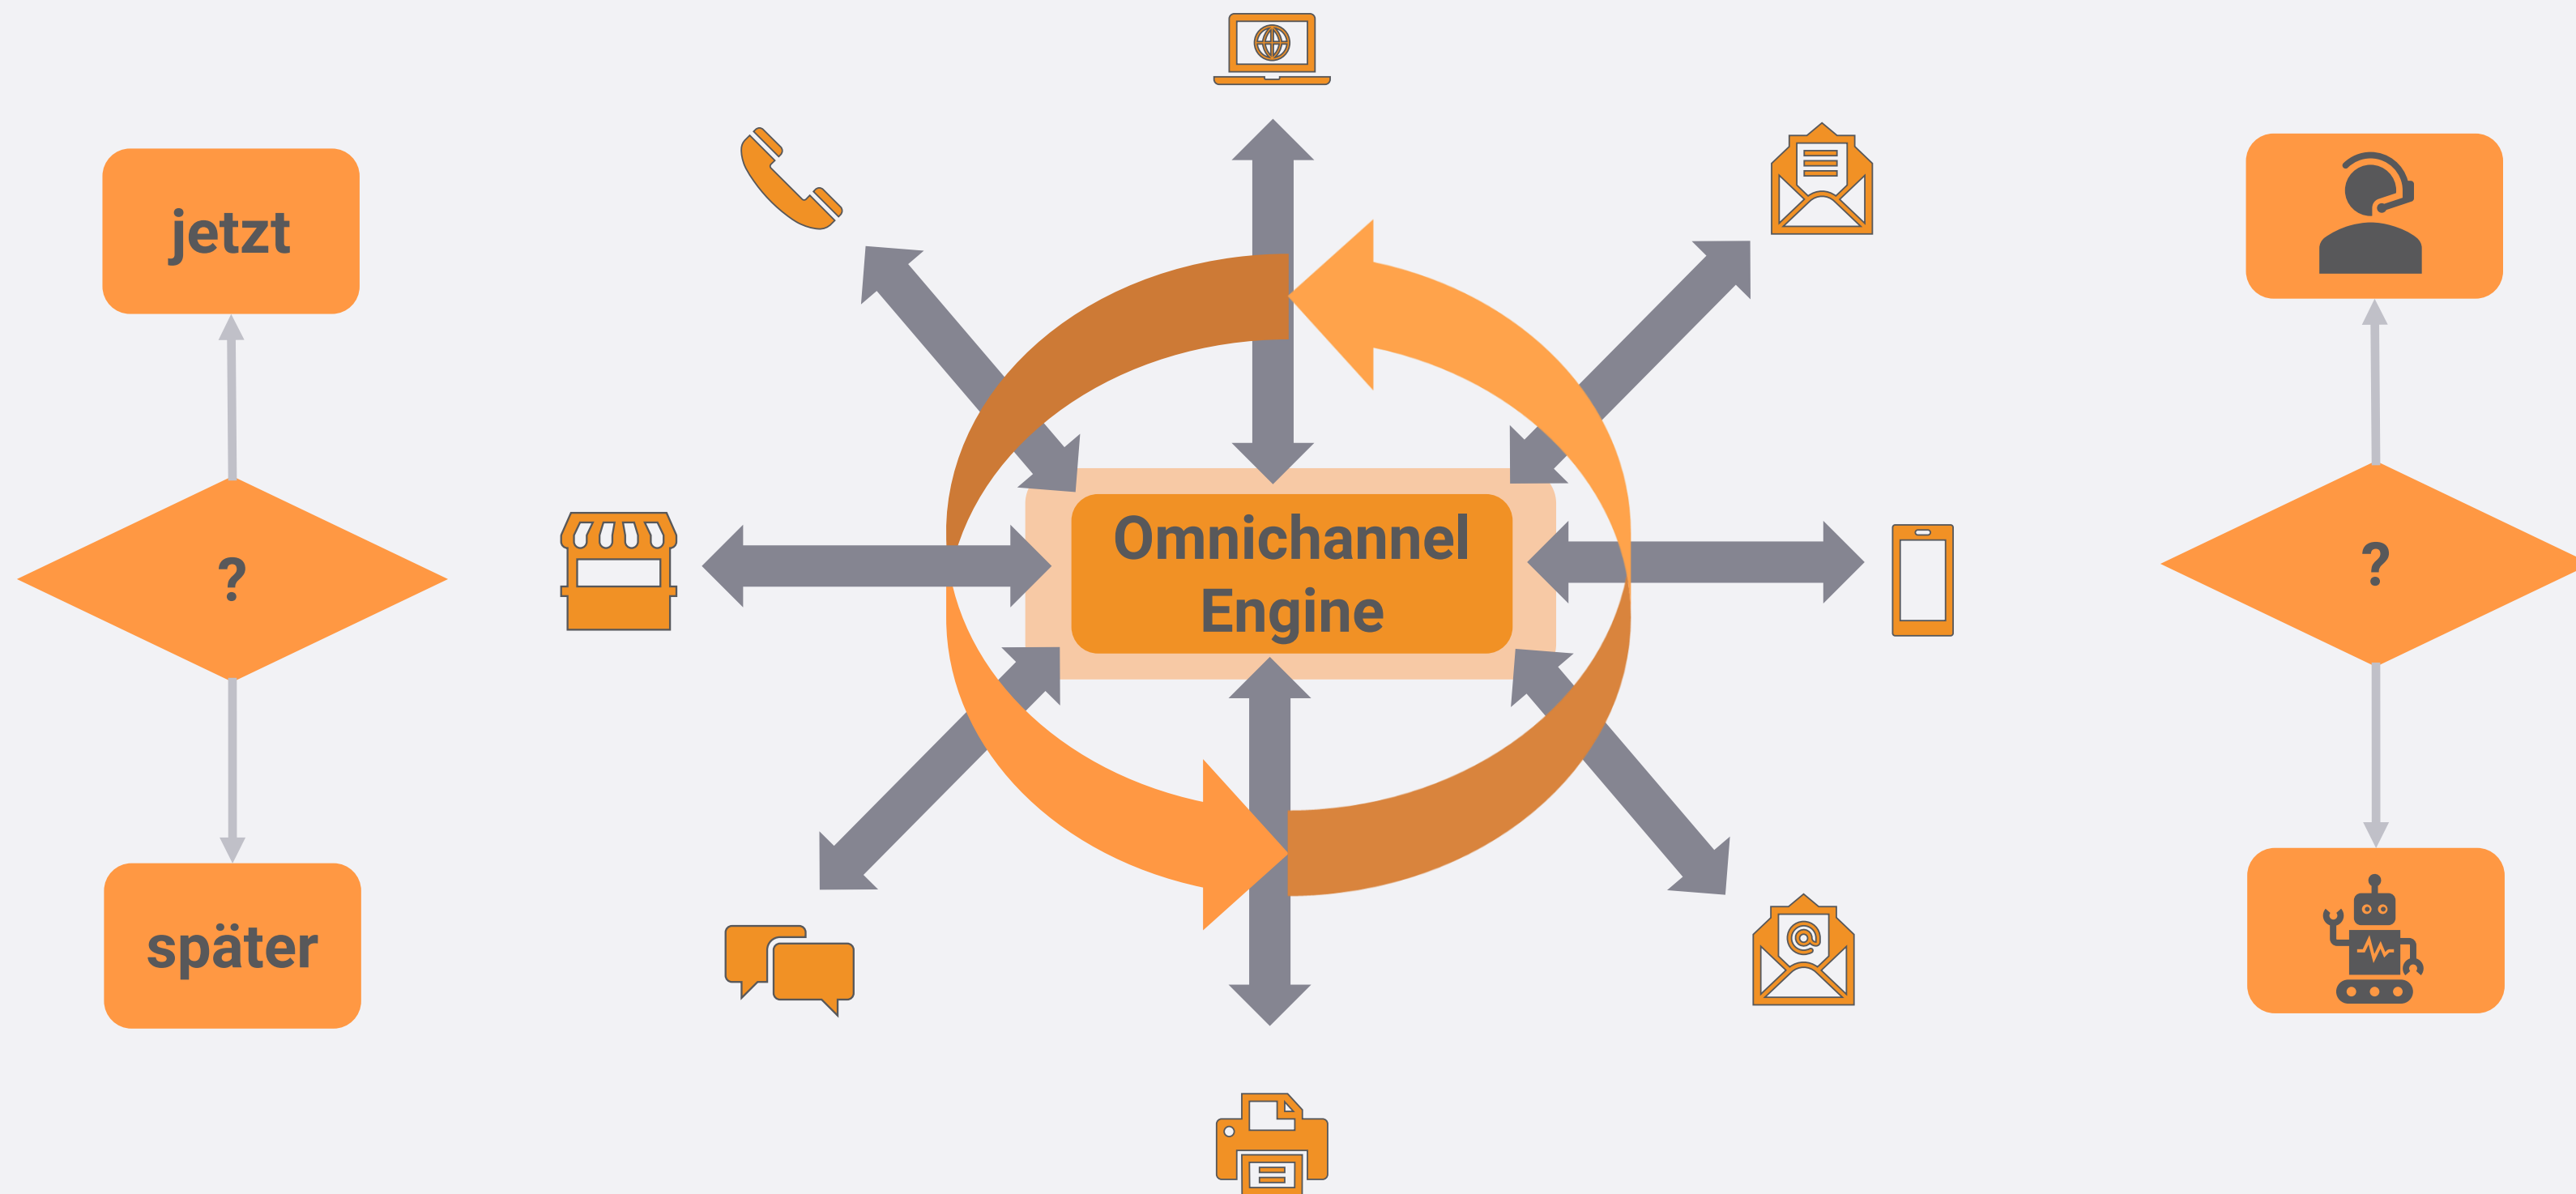 jetzt
?
später
Omnichannel
Engine
@
?